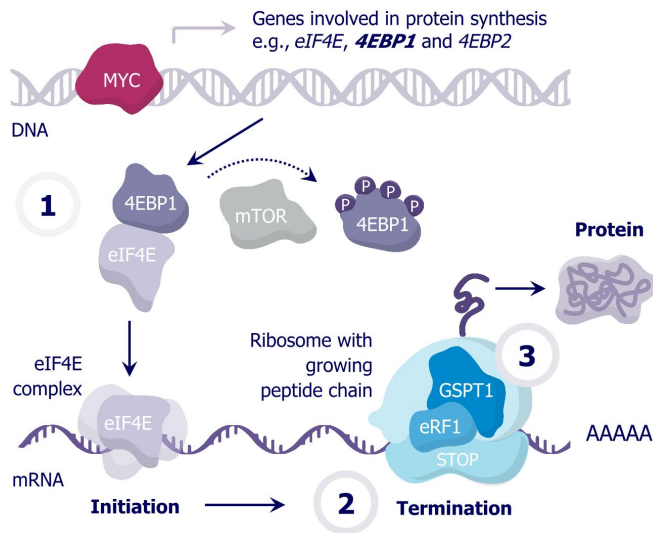 Genes involved in protein synthesis
e.g., eIF4E, 4EBP1 and 4EBP2
MYC
DNA
1
4EBP1
eIF4E
mTOR
P
P
P
P
4EBP1
Protein
eIF4E
complex
eIF4E
Ribosome with
growing
peptide chain
3
GSPT1
eRF1
STOP
AAAAA
mRNA
Initiation
2
Termination